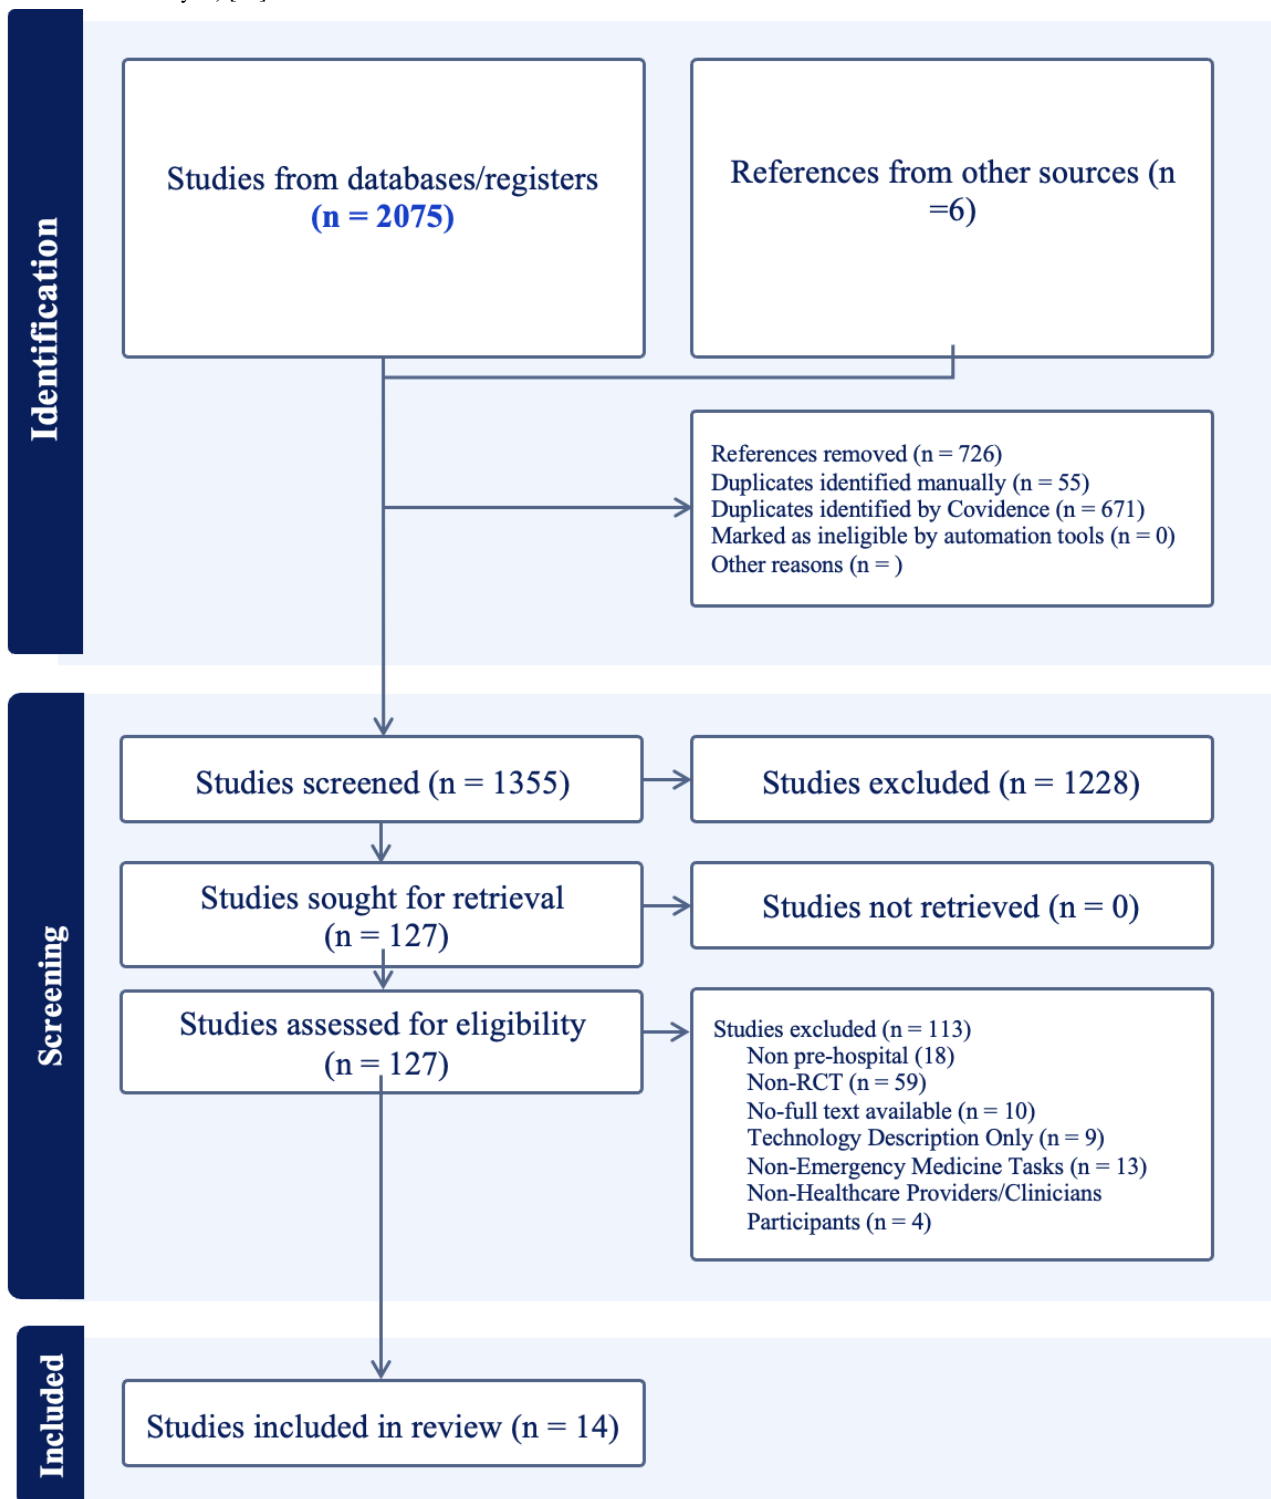 Identification
Studies from databases/registers
(n = 2075)
References from other sources (n
=6)
References removed (n = 726)
Duplicates identified manually (n = 55)
Duplicates identified by Covidence (n = 671)
Marked as ineligible by automation tools (n = 0)
Other reasons (n = )
Screening
Studies screened (n = 1355)
Studies excluded (n = 1228)
Studies sought for retrieval
(n = 127)
Studies not retrieved (n = 0)
Studies assessed for eligibility
(n = 127)
Studies excluded (n = 113)
Non pre-hospital (18)
Non-RCT (n = 59)
No-full text available (n = 10)
Technology Description Only (n = 9)
Non-Emergency Medicine Tasks (n = 13)
Non-Healthcare Providers/Clinicians
Participants (n = 4)
Included
Studies included in review (n = 14)